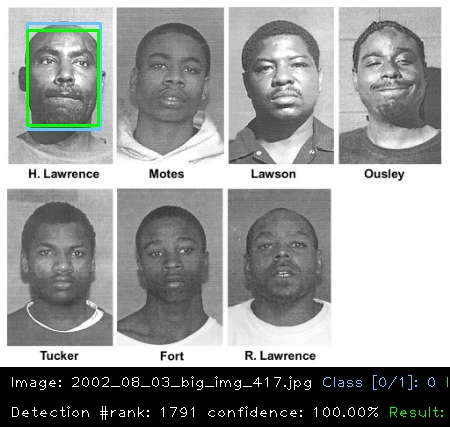 H. Lawrence Motes Lawson Ousley
Tucker Fort R. Lawrence
Image: 2002_08_03_big_img_417.jpg Class [0/1]: 0
Detection #rank: 1791 confidence: 100.00% Result: